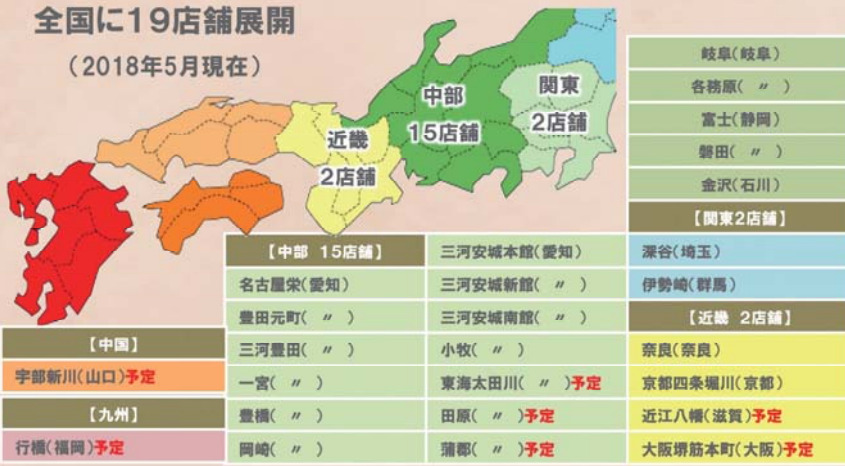 全国に19店舗展開
（2018年5月現在）
中部
15店舗
関東
2店舗
近畿
2店舗
【中国】
宇部新川(山口)予定
【九州】
行橋(福岡)予定
【中部 15店舗】
名古屋栄(愛知)
豊田元町( 〃 )
三河豊田( 〃 )
一宮( 〃 )
豊橋( 〃 )
岡崎( 〃 )
三河安城本館(愛知)
三河安城新館( 〃 )
三河安城南館( 〃 )
小牧( 〃 )
東海太田川( 〃 )予定
田原( 〃 )予定
蒲郡( 〃 )予定
岐阜(岐阜)
各務原( 〃 )
富士(静岡)
磐田( 〃 )
金沢(石川)
【関東2店舗】
深谷(埼玉)
伊勢崎(群馬)
【近畿 2店舗】
奈良(奈良)
京都四条堀川(京都)
近江八幡(滋賀)予定
大阪堺筋本町(大阪)予定